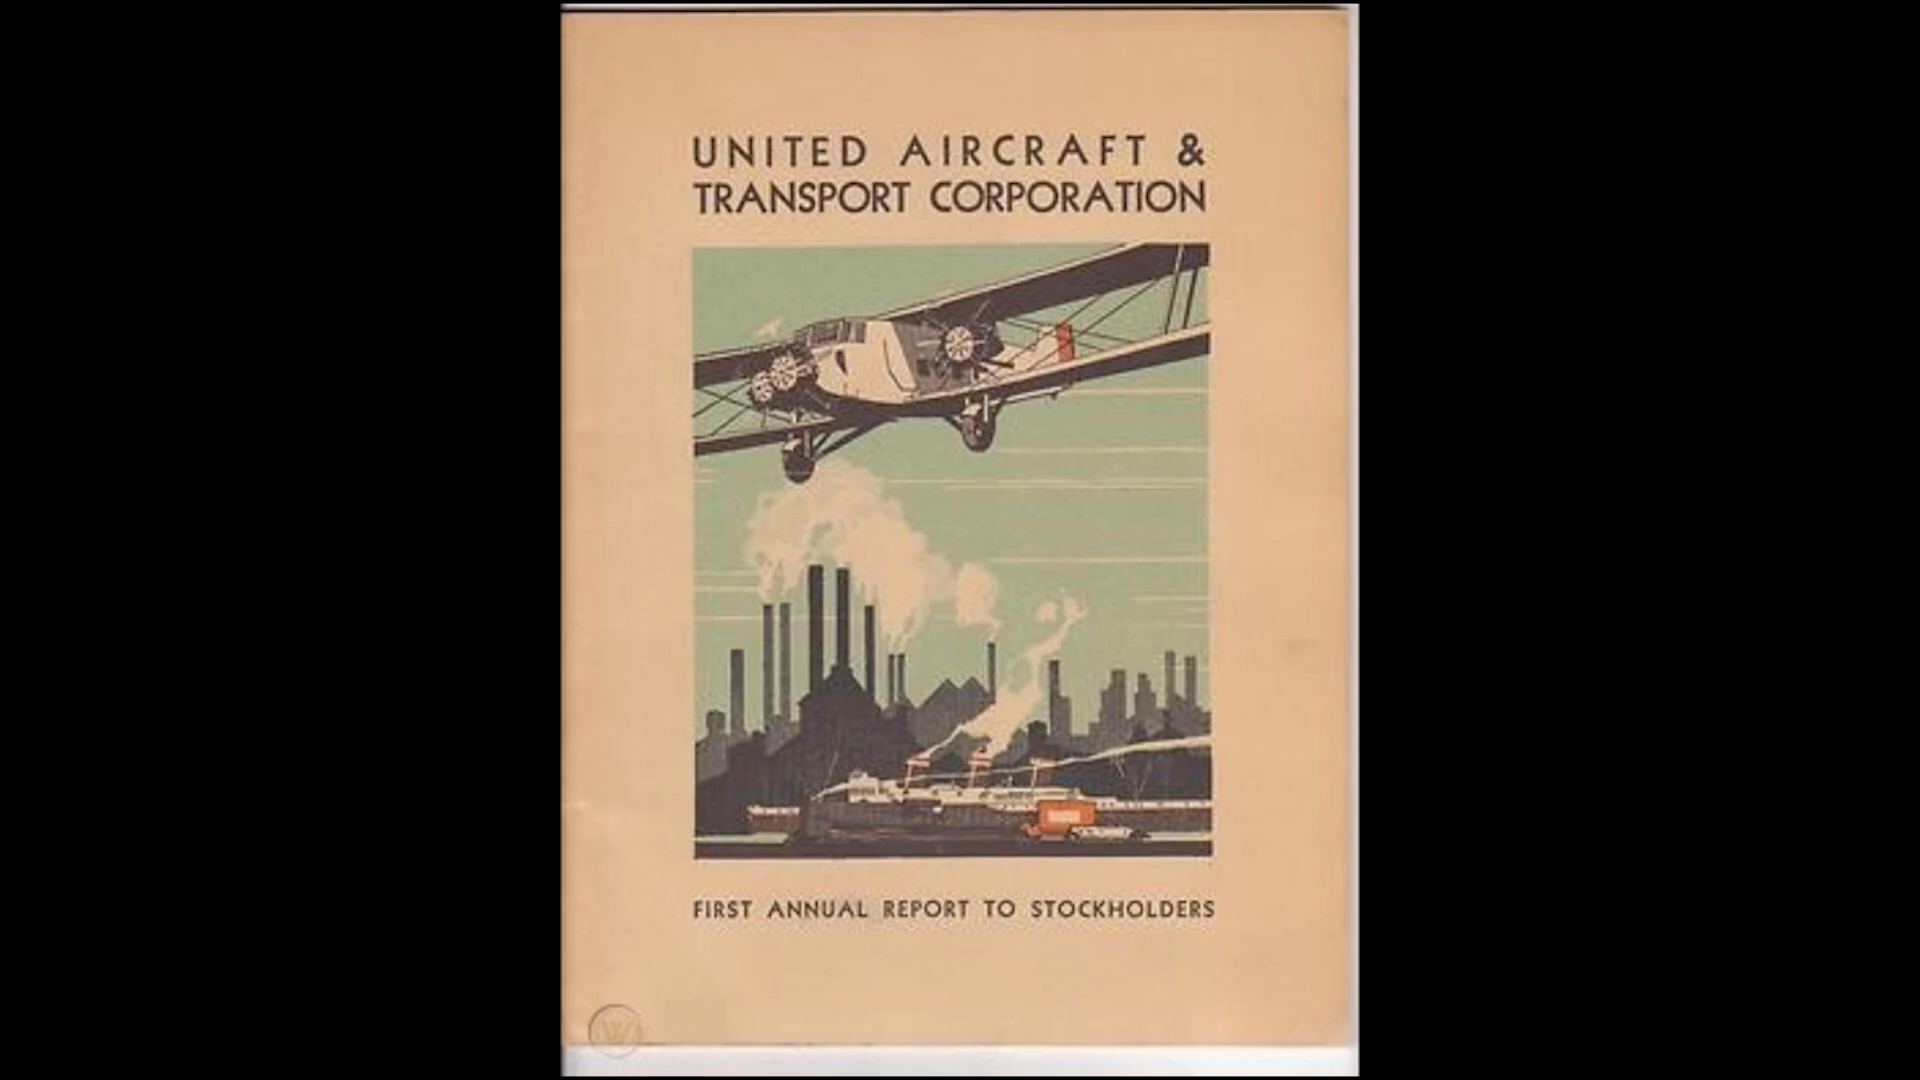 UNITED AIRCRAFT &
TRANSPORT CORPORATION
FIRST ANNUAL REPORT TO STOCKHOLDERS
W